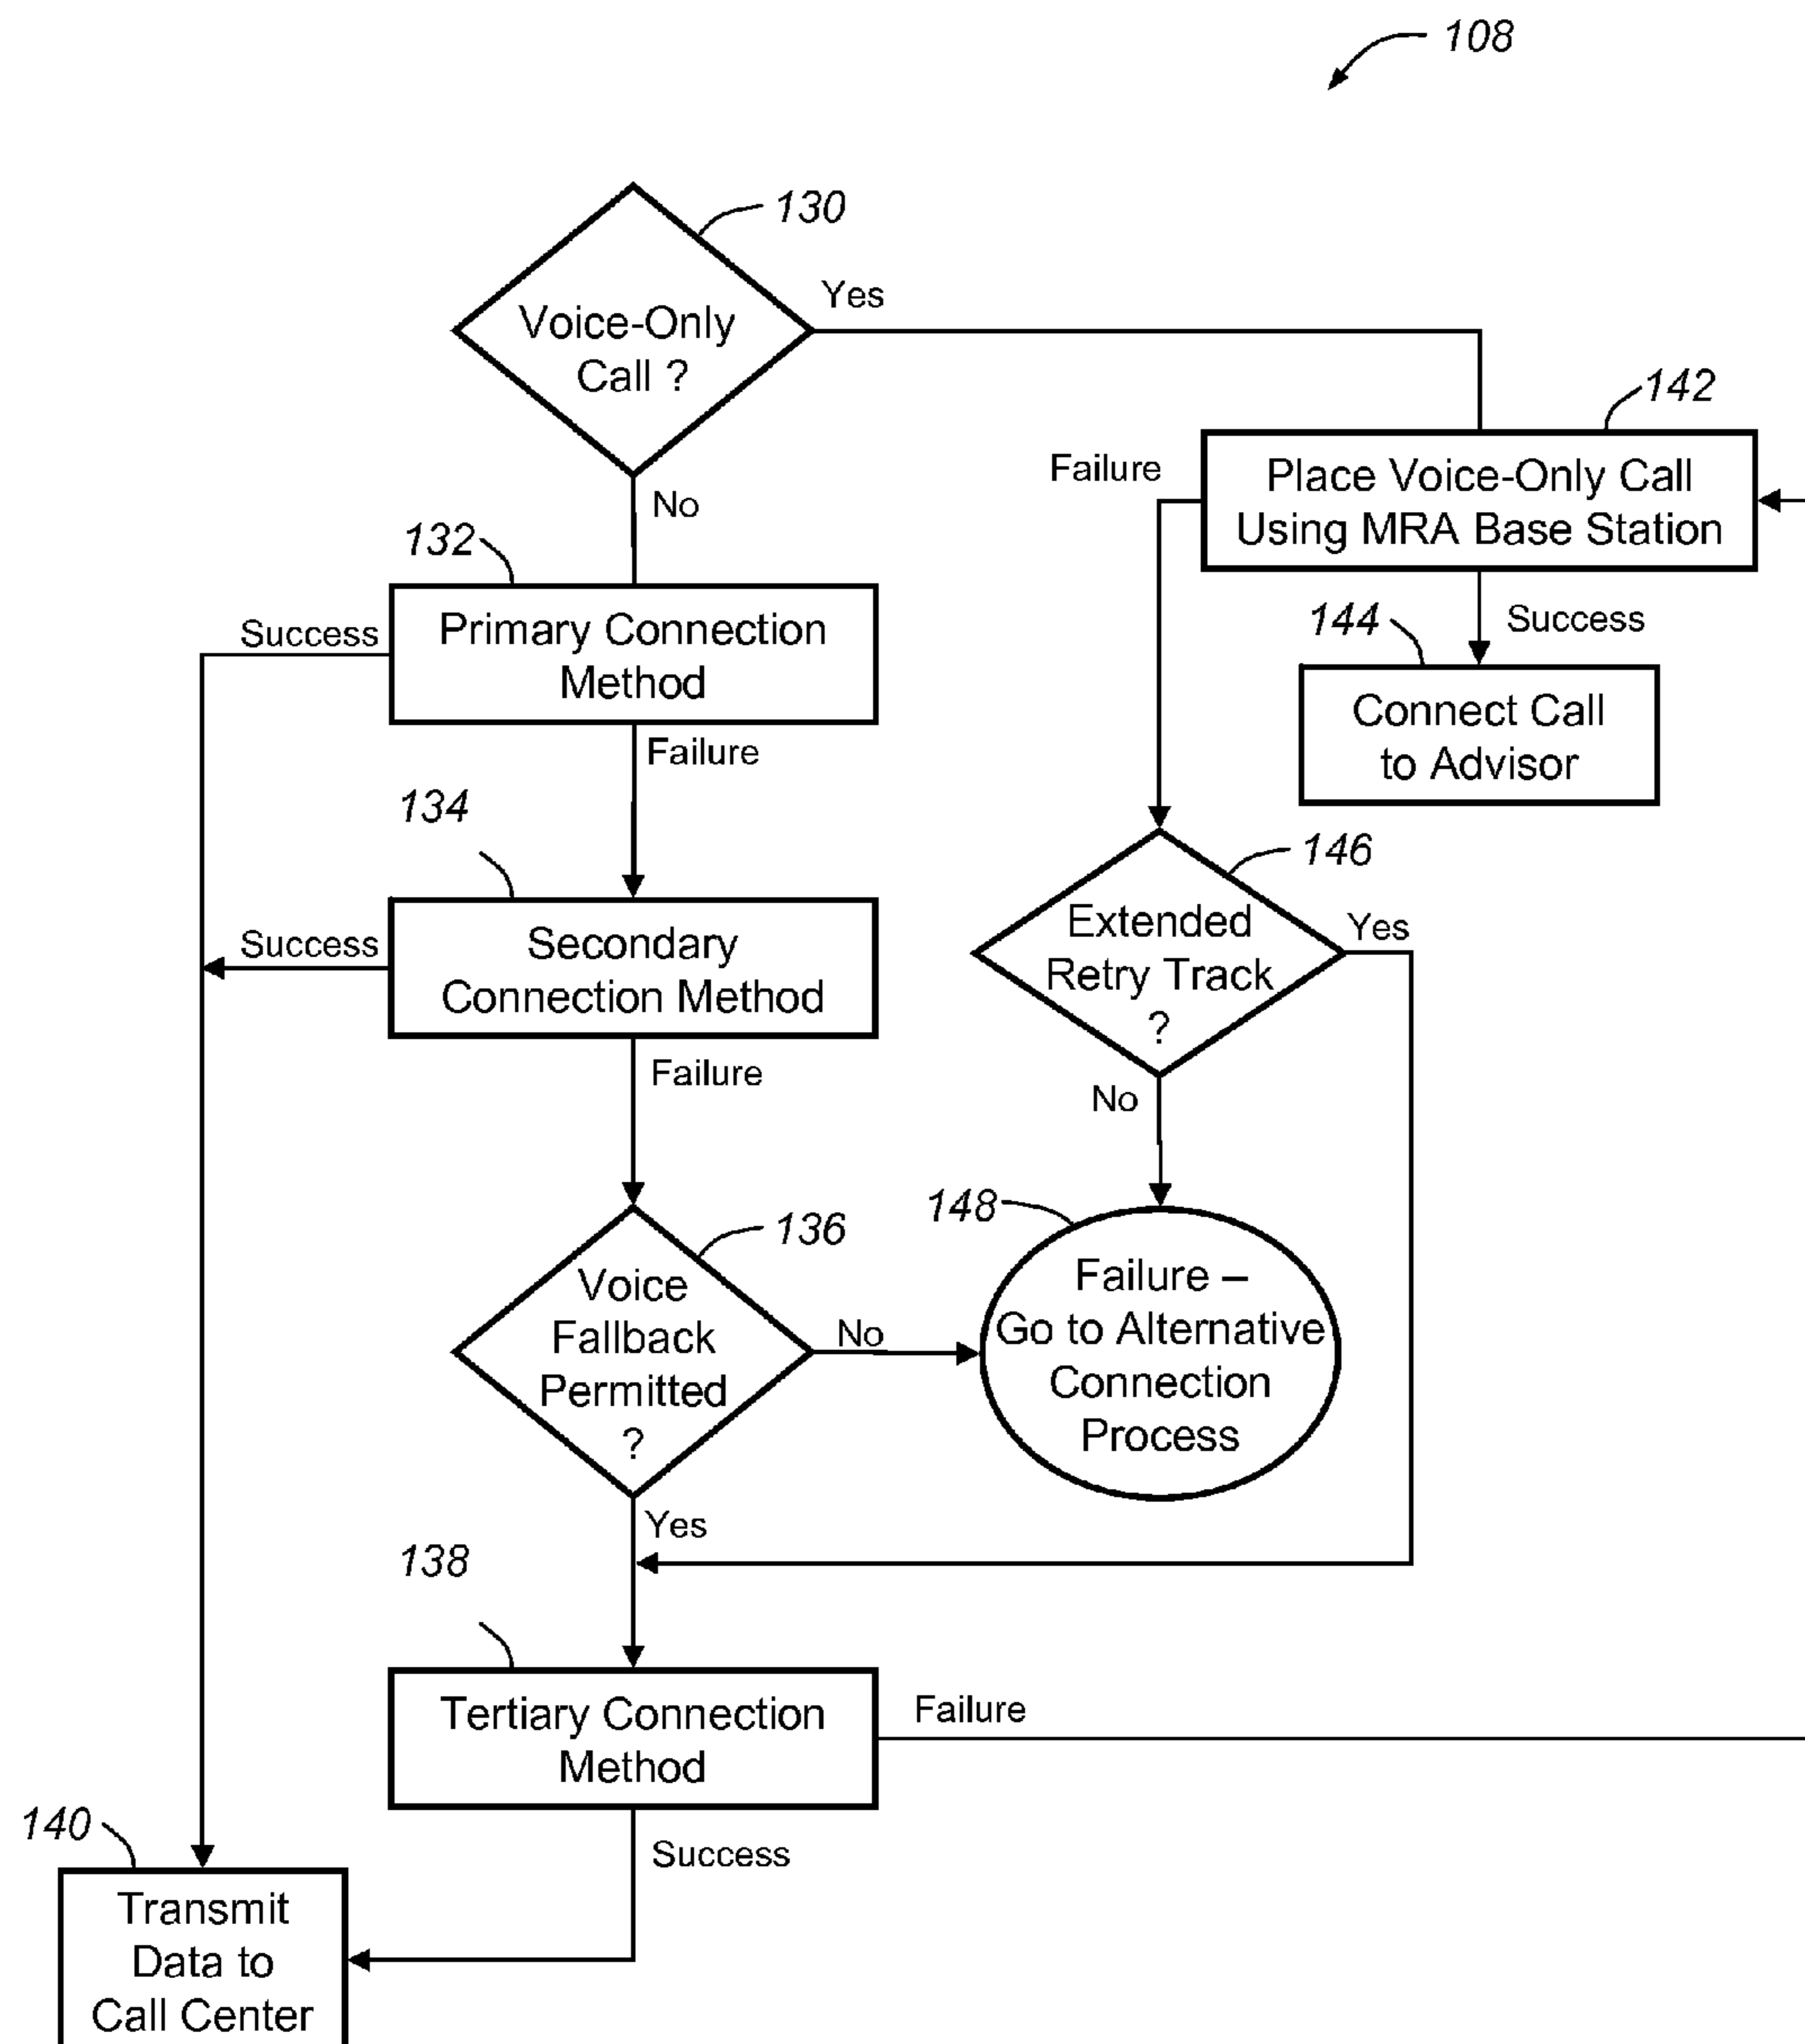 108
130
Voice-Only
Call ?
Yes
No
142
Place Voice-Only Call
Using MRA Base Station
Failure
Success
144
Connect Call
to Advisor
132
Primary Connection
Method
Success
Failure
134
Secondary
Connection Method
Success
Failure
146
Extended
Retry Track
?
Yes
No
136
Voice
Fallback
Permitted
?
No
Yes
148
Failure –
Go to Alternative
Connection
Process
138
Tertiary Connection
Method
Failure
Success
140
Transmit
Data to
Call Center